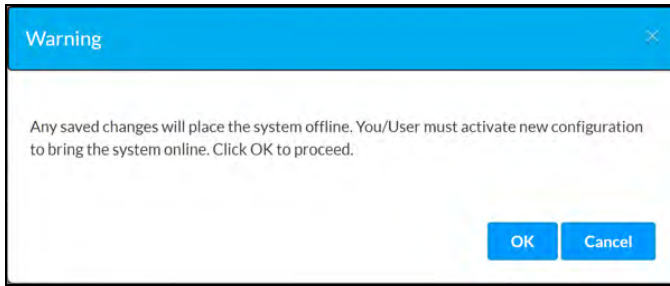 Warning
Any saved changes will place the system offline. You/User must activate new configuration
to bring the system online. Click OK to proceed.
OK Cancel